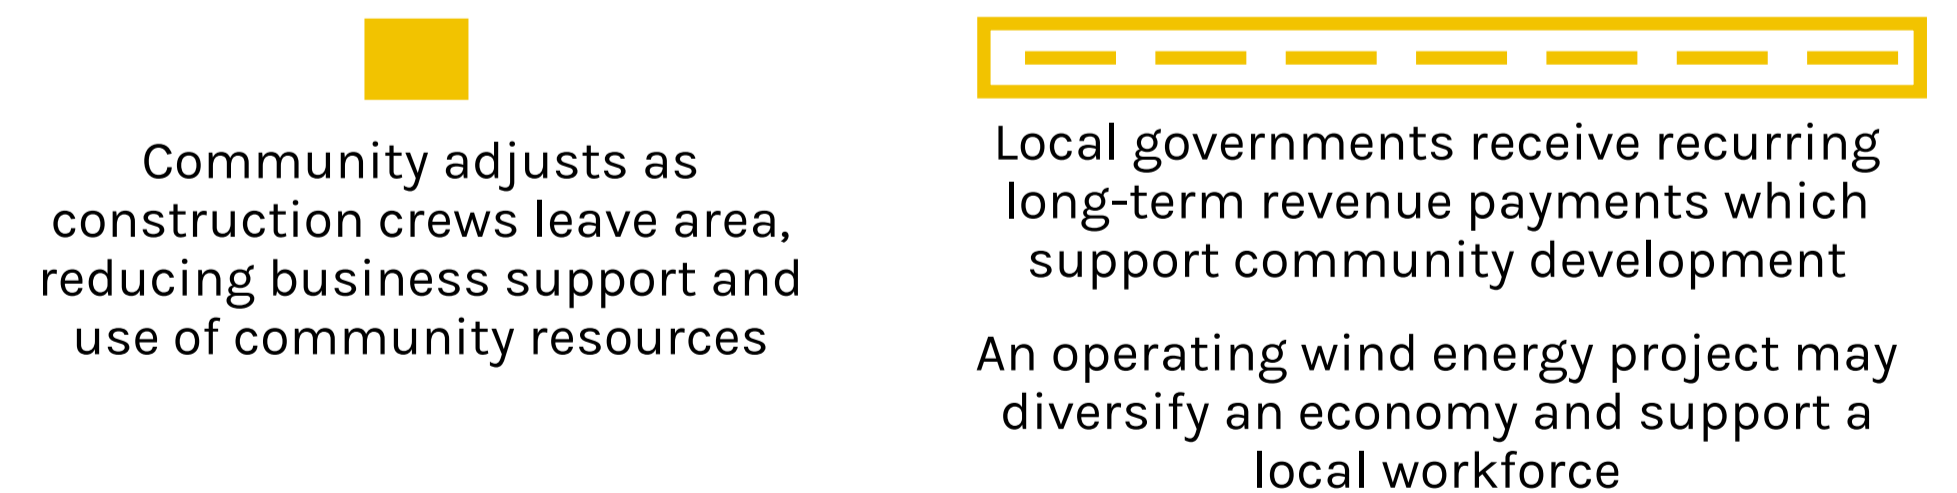 Community adjusts as
construction crews leave area,
reducing business support and
use of community resources
Local governments receive recurring
long-term revenue payments which
support community development
An operating wind energy project may
diversify an economy and support a
local workforce